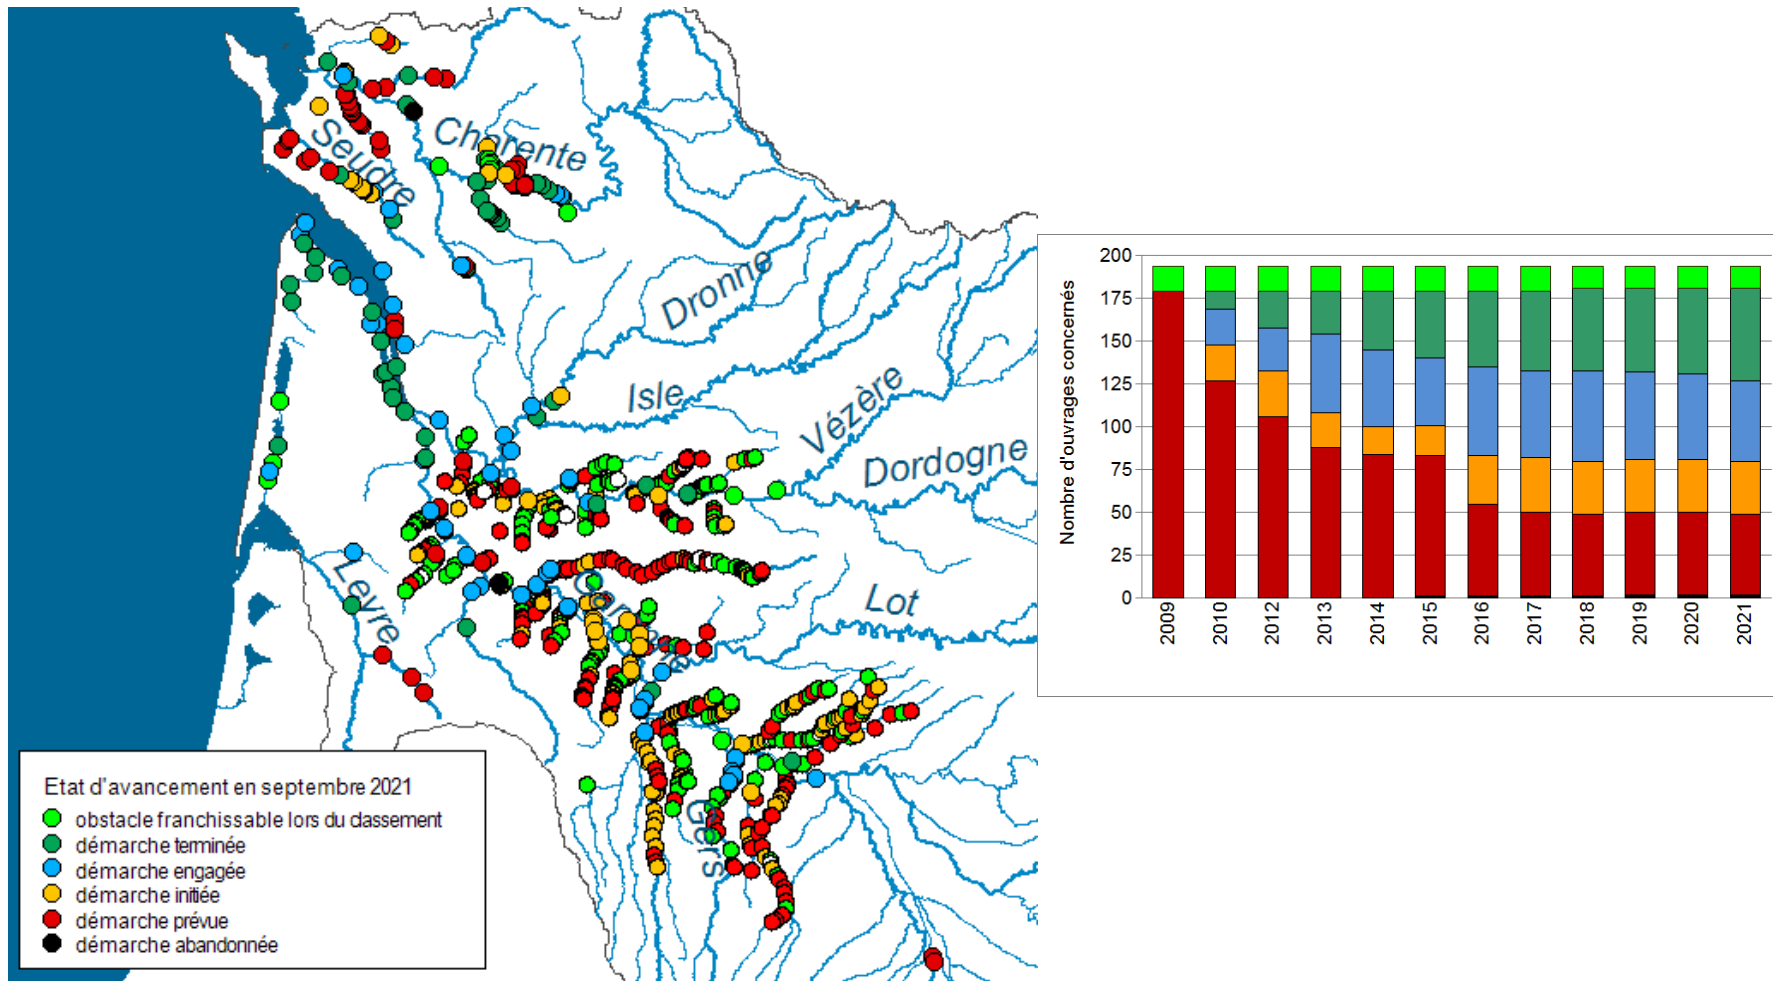 Charente
Seudre
Dronne
Isle
Vézère
Dordogne
Leyre
Garonne
Lot
Gers
Etat d'avancement en septembre 2021
obstacle franchissable lors du classement
démarche terminée
démarche engagée
démarche initiée
démarche prévue
démarche abandonnée
Nombre d'ouvrages concernés
200
175
150
125
100
75
50
25
0
2009
2010
2012
2013
2014
2015
2016
2017
2018
2019
2020
2021